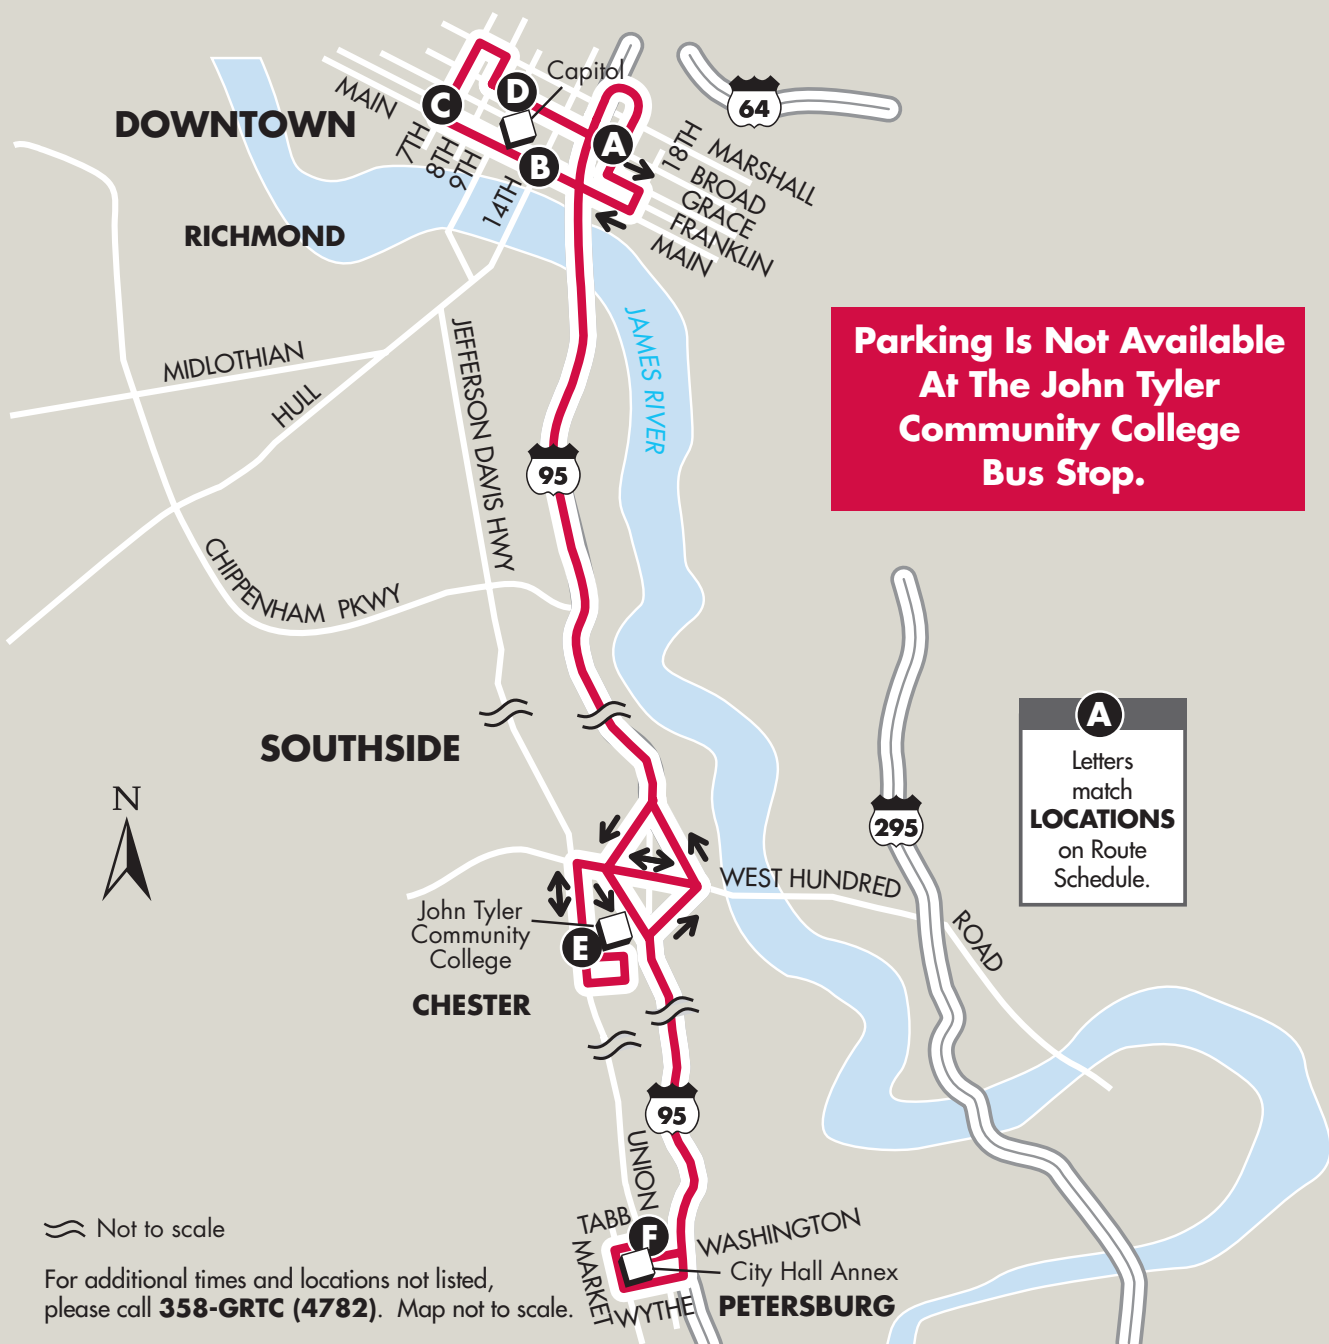 Capitol
64
MAIN
C
D
DOWNTOWN
A
7TH
8TH
9TH
14TH
B
18TH
MARSHALL
BROAD
GRACE
FRANKLIN
MAIN
RICHMOND
JAMES RIVER
Parking Is Not Available
At The John Tyler
Community College
Bus Stop.
MIDLOTHIAN
HULL
JEFFERSON DAVIS HWY
95
CHIPPENHAM PKWY
SOUTHSIDE
A
Letters
match
LOCATIONS
on Route
Schedule.
N
295
WEST HUNDRED
ROAD
John Tyler
Community
College
E
CHESTER
95
UNION
TABB
F
WASHINGTON
MARKET
City Hall Annex
WYTHE
PETERSBURG
Not to scale
For additional times and locations not listed,
please call 358-GRTC (4782). Map not to scale.